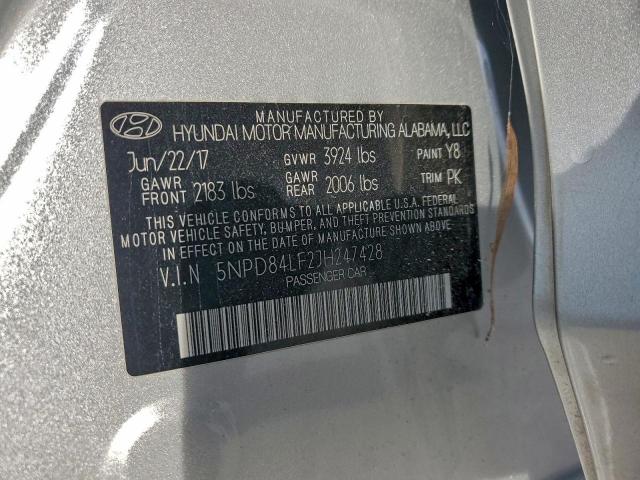 MANUFACTURED BY
HYUNDAI MOTOR MANUFACTURING ALABAMA, LLC
Jun/22/17 GVWR 3924 lbs PAINT Y8
GAWR FRONT 2183 lbs GAWR REAR 2006 lbs TRIM PK
THIS VEHICLE CONFORMS TO ALL APPLICABLE U.S.A. FEDERAL
MOTOR VEHICLE SAFETY, BUMPER, AND THEFT PREVENTION STANDARDS
IN EFFECT ON THE DATE OF MANUFACTURE SHOWN ABOVE.
V.I.N 5NPD84LF2JH247428
PASSENGER CAR